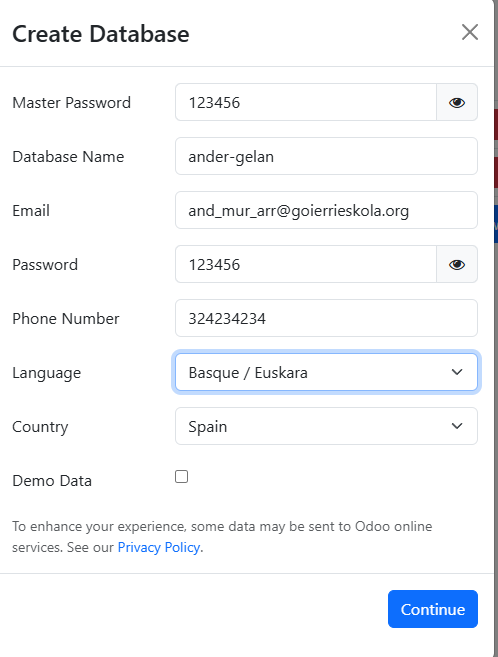 Create Database
Master Password 123456
Database Name ander-gelan
Email and_mur_arr@goierrieskola.org
Password 123456
Phone Number 324234234
Language Basque / Euskara
Country Spain
Demo Data
To enhance your experience, some data may be sent to Odoo online
services. See our Privacy Policy.
Continue